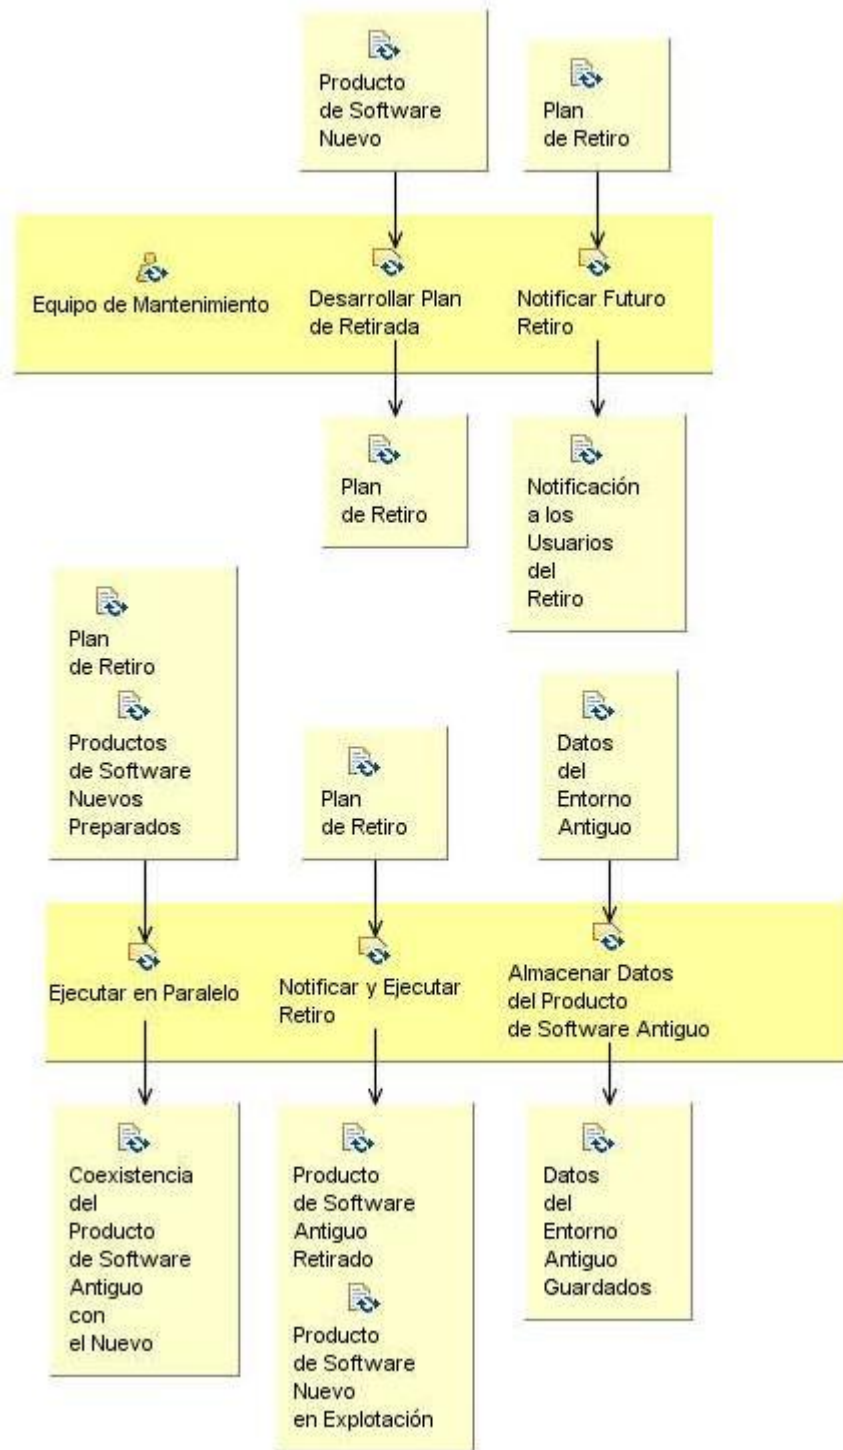 Producto
de Software
Nuevo
Plan
de Retiro
Equipo de Mantenimiento
Desarrollar Plan
de Retirada
Notificar Futuro
Retiro
Plan
de Retiro
Notificación
a los
Usuarios
del
Retiro
Plan
de Retiro
Productos
de Software
Nuevos
Preparados
Plan
de Retiro
Datos
del
Entorno
Antiguo
Ejecutar en Paralelo
Notificar y Ejecutar
Retiro
Almacenar Datos
del Producto
de Software Antiguo
Coexistencia
del
Producto
de Software
Antiguo
con
el Nuevo
Producto
de Software
Antiguo
Retirado
Producto
de Software
Nuevo
en Explotación
Datos
del
Entorno
Antiguo
Guardados